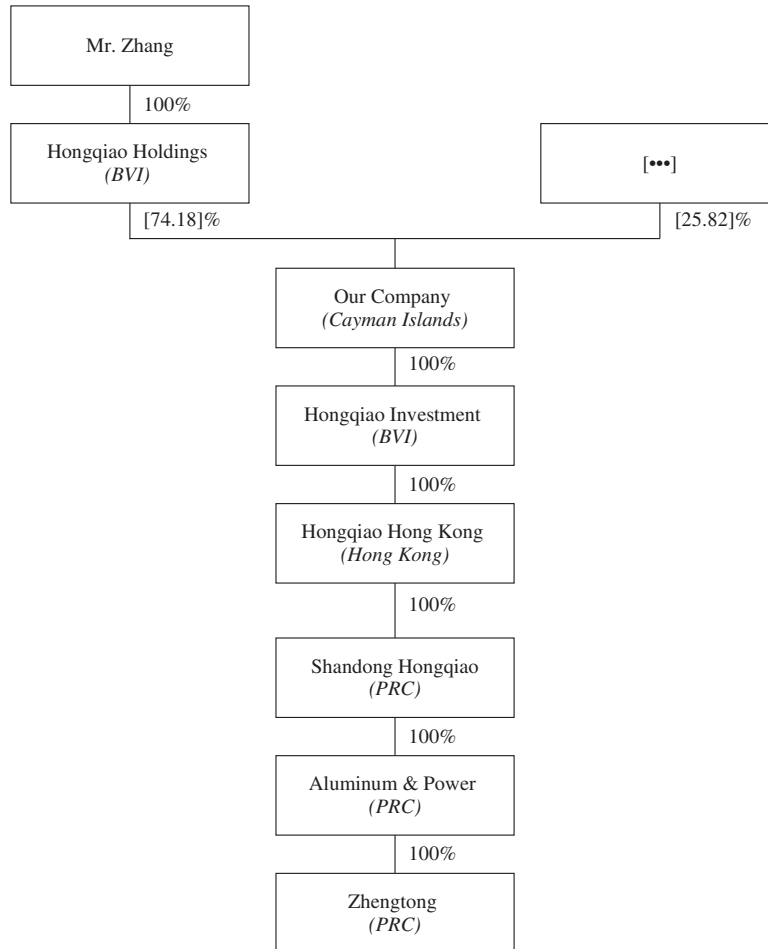 Mr. Zhang
100%
Hongqiao Holdings
(BVI)
[•••]
[74.18]%
[25.82]%
Our Company
(Cayman Islands)
100%
Hongqiao Investment
(BVI)
100%
Hongqiao Hong Kong
(Hong Kong)
100%
Shandong Hongqiao
(PRC)
100%
Aluminum & Power
(PRC)
100%
Zhengtong
(PRC)